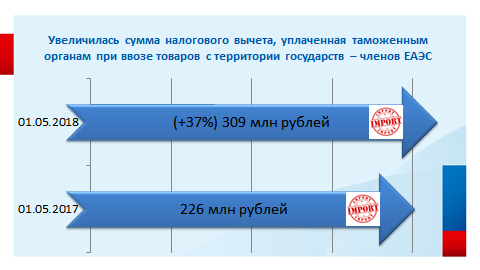 Увеличилась сумма налогового вычета, уплаченная таможенным
органам при ввозе товаров с территории государств – членов ЕАЭС
01.05.2018
(+37%) 309 млн рублей
IMPORT
01.05.2017
226 млн рублей
IMPORT